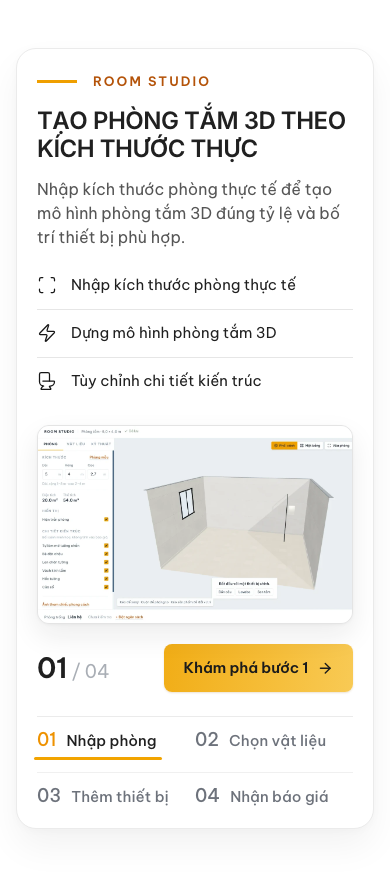 ROOM STUDIO
TẠO PHÒNG TẮM 3D THEO
KÍCH THƯỚC THỰC
Nhập kích thước phòng thực tế để tạo
mô hình phòng tắm 3D đúng tỷ lệ và bố
trí thiết bị phù hợp.
Nhập kích thước phòng thực tế
Dựng mô hình phòng tắm 3D
Tùy chỉnh chi tiết kiến trúc
ROOM STUDIO
PHÒNG
01 / 04
Khám phá bước 1
01 Nhập phòng
02 Chọn vật liệu
03 Thêm thiết bị
04 Nhận báo giá